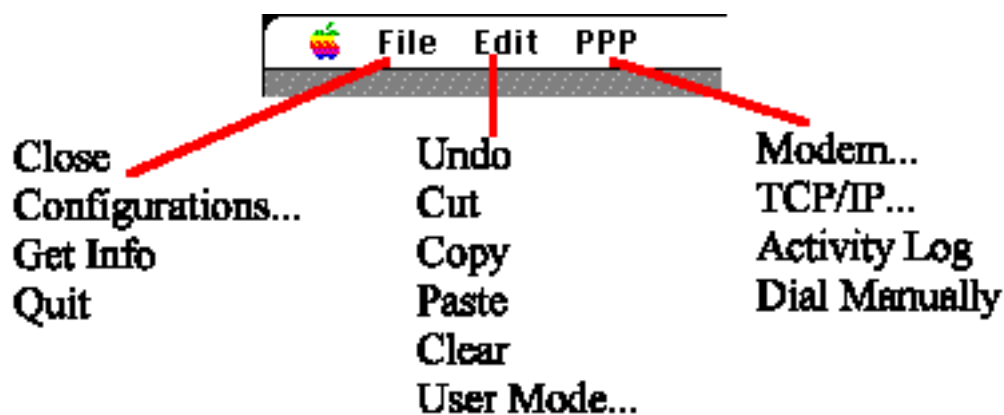 File Edit PPP
Close
Configurations...
Get Info
Quit
Undo
Cut
Copy
Paste
Clear
User Mode...
Modem...
TCP/IP...
Activity Log
Dial Manually